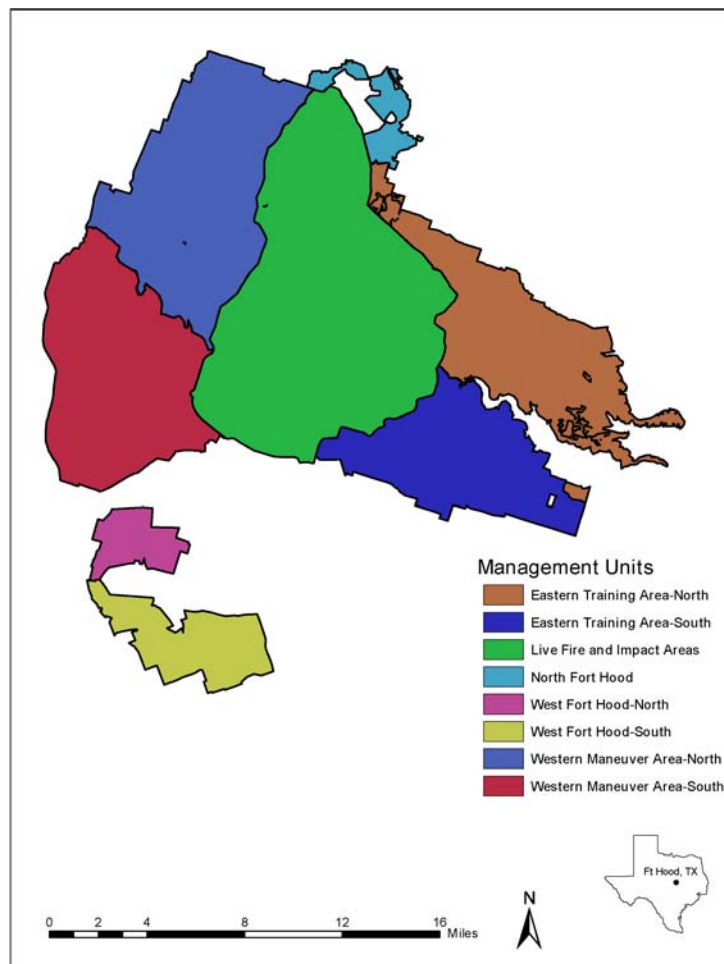 Management Units
Eastern Training Area-North
Eastern Training Area-South
Live Fire and Impact Areas
North Fort Hood
West Fort Hood-North
West Fort Hood-South
Western Maneuver Area-North
Western Maneuver Area-South
Ft Hood, TX
N
0 2 4 8 12 16
Miles